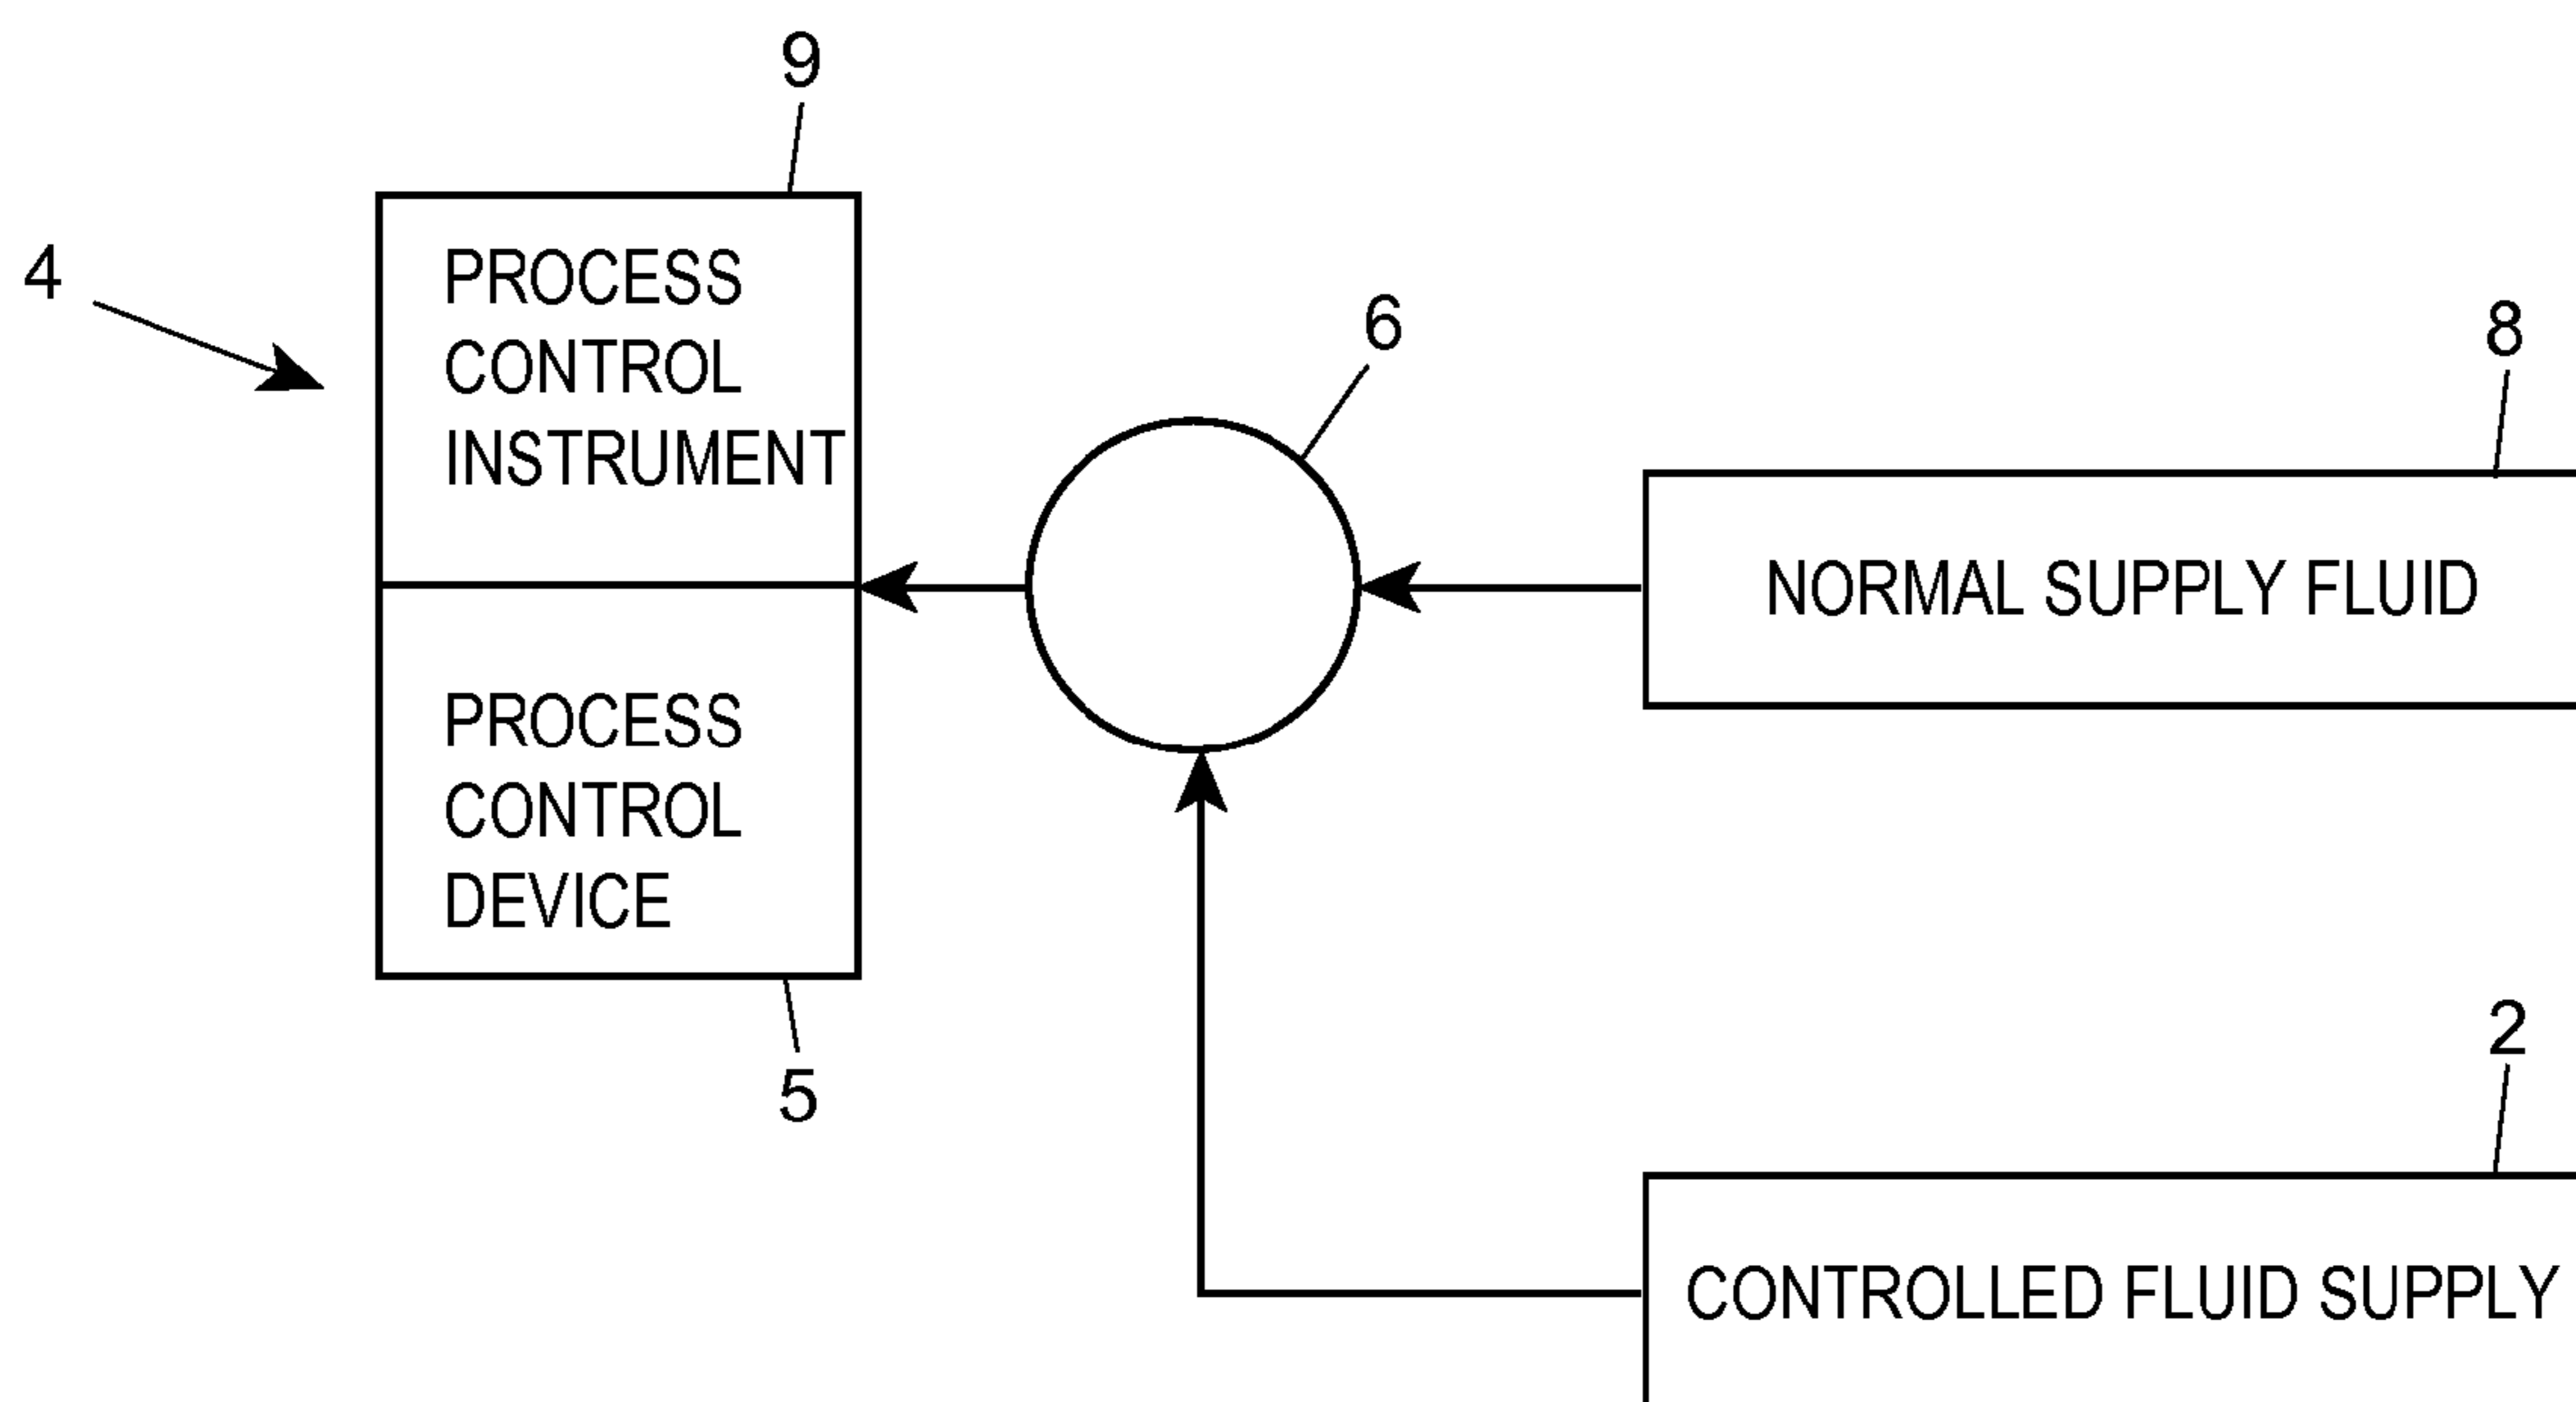 9
4
PROCESS
CONTROL
INSTRUMENT
6
8
NORMAL SUPPLY FLUID
PROCESS
CONTROL
DEVICE
5
2
CONTROLLED FLUID SUPPLY